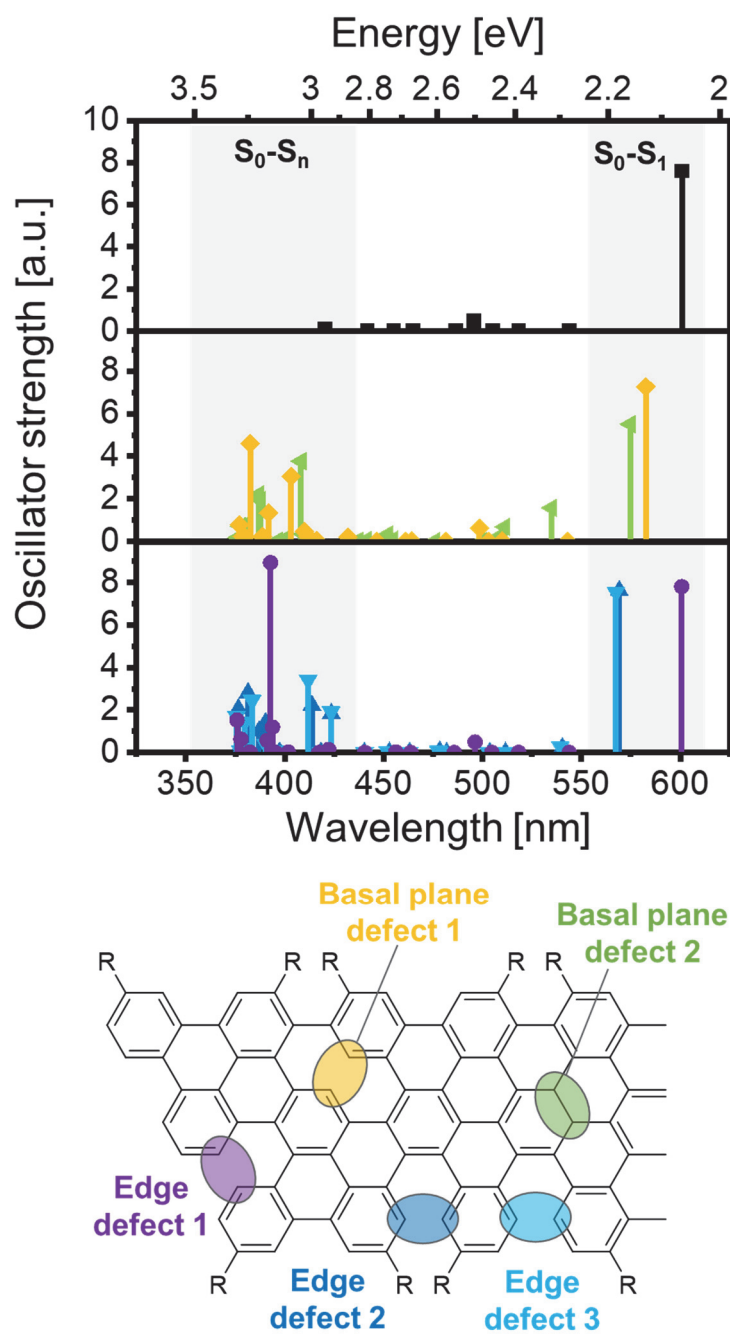 Energy [eV]
3.5 3 2.8 2.6 2.4 2.2 2
Oscillator strength [a.u.]
10
8
6
4
2
0
S₀-Sₙ S₀-S₁
8
6
4
2
0
8
6
4
2
0
350 400 450 500 550 600
Wavelength [nm]
Basal plane
defect 1
Basal plane
defect 2
R R R R R
Edge
defect 1
R R R R
Edge
defect 2
Edge
defect 3